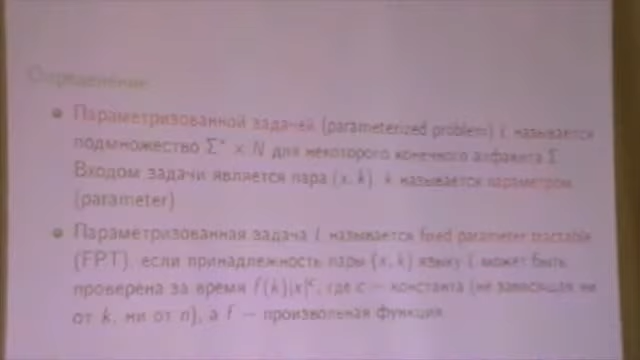 Определение
Параметризованной задачей (parameterized problem) L называется
подмножество Σ* × N для некоторого конечного алфавита Σ.
Входом задачи является пара (x, k). k называется параметром
(parameter)
Параметризованная задача L называется fixed parameter tractable
(FPT), если принадлежность пары (x, k) языку L может быть
проверена за время f(k)|x|^c, где c — константа (не зависящая ни
от k, ни от n), а f — произвольная функция.